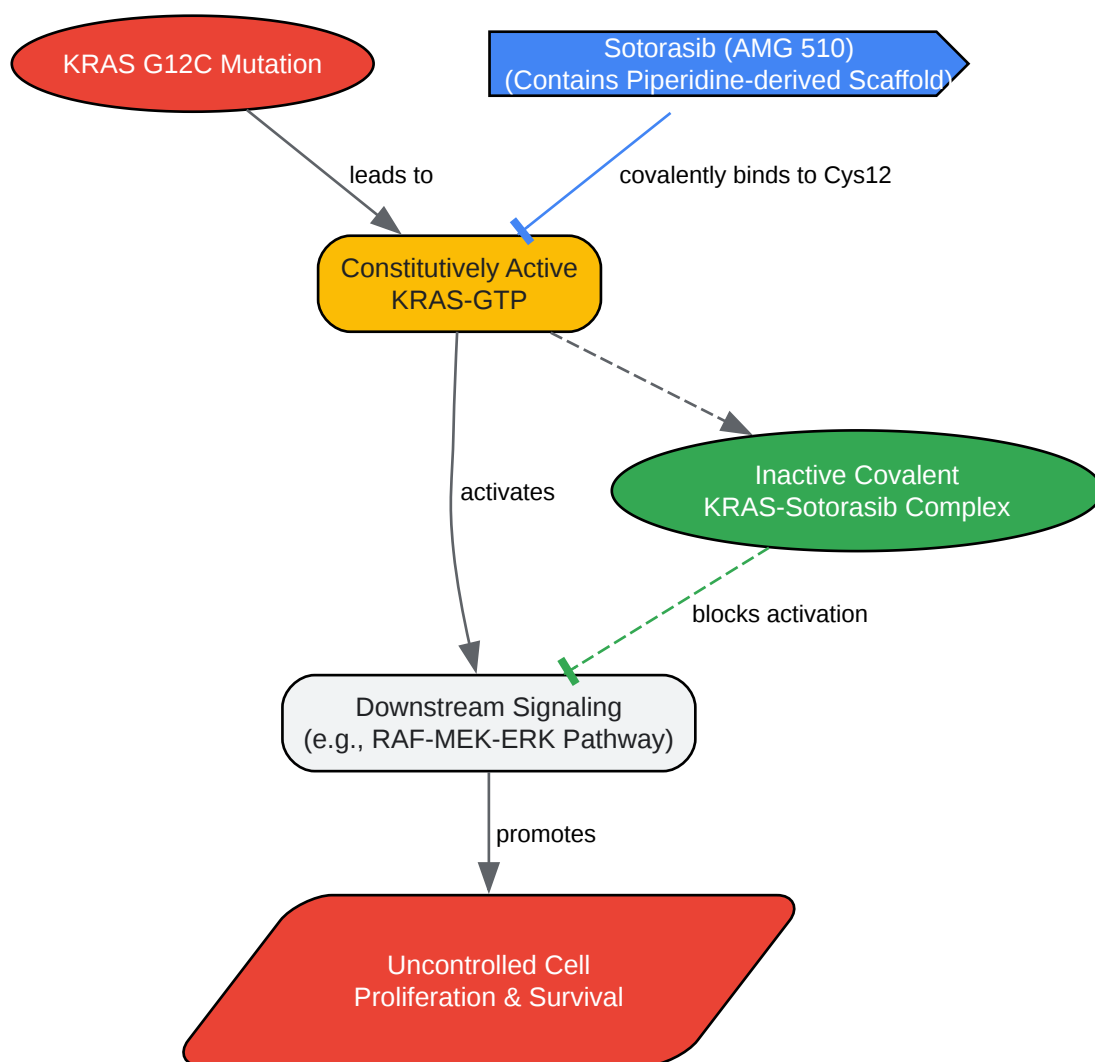 KRAS G12C Mutation
Sotorasib (AMG 510)
(Contains Piperidine-derived Scaffold)
leads to
covalently binds to Cys12
Constitutively Active
KRAS-GTP
Inactive Covalent
KRAS-Sotorasib Complex
activates
blocks activation
Downstream Signaling
(e.g., RAF-MEK-ERK Pathway)
promotes
Uncontrolled Cell
Proliferation & Survival